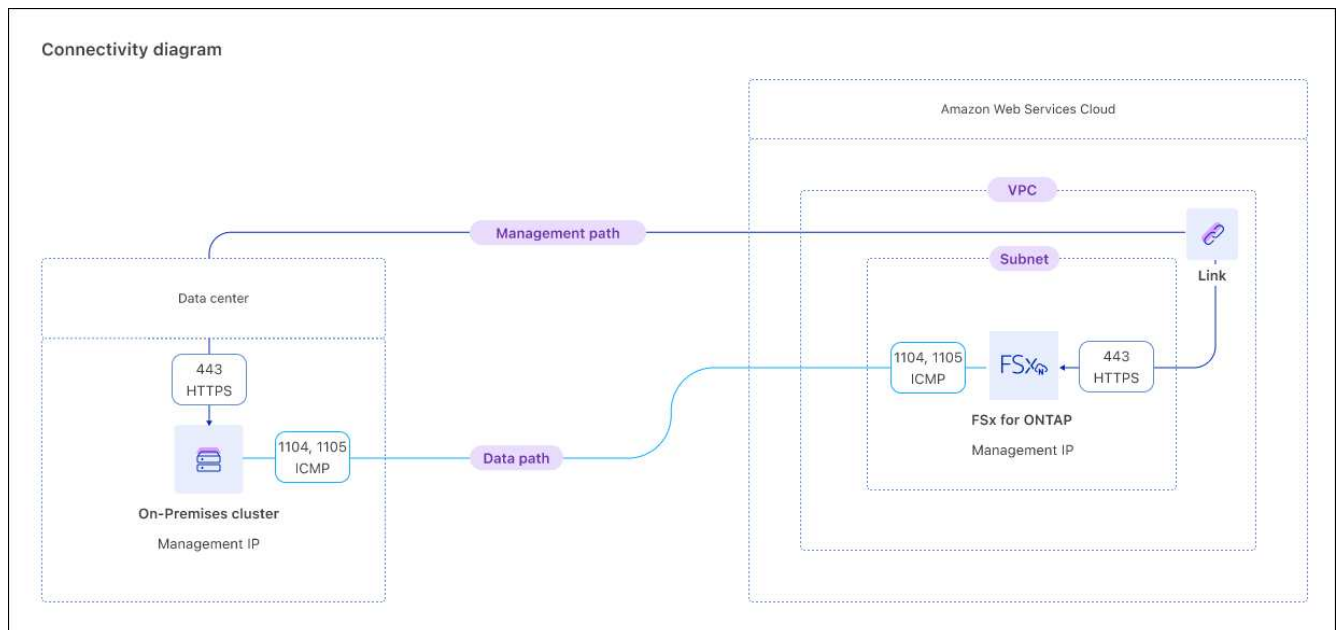 Connectivity diagram
Amazon Web Services Cloud
VPC
Management path
Link
Subnet
Data center
443
HTTPS
1104, 1105
ICMP
FSx
443
HTTPS
FSx for ONTAP
Management IP
1104, 1105
ICMP
Data path
On-Premises cluster
Management IP